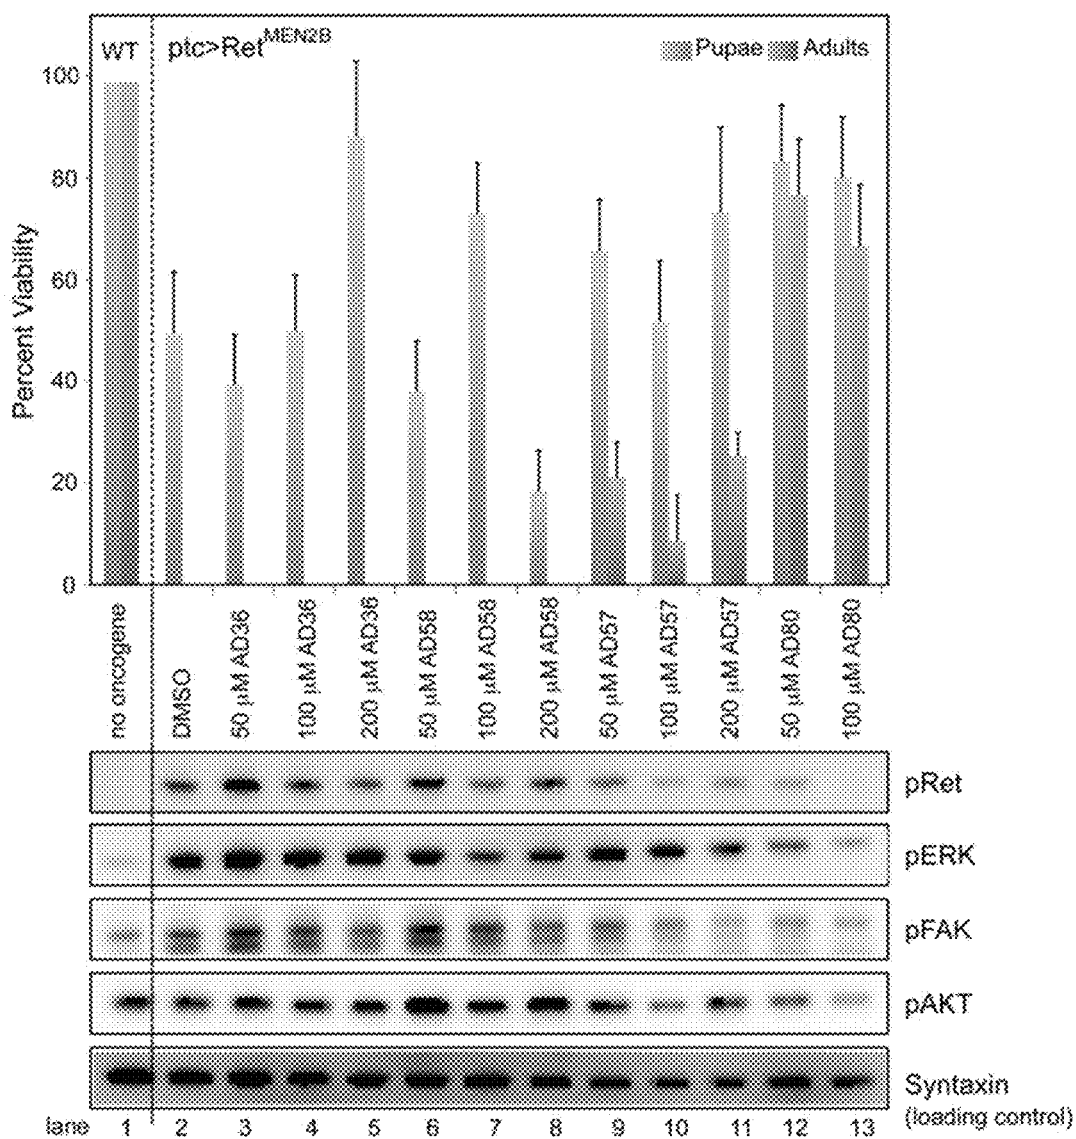 WT
ptc>Ret^MEN2B
Pupae
Adults
Percent Viability
100
80
60
40
20
0
no oncogene
DMSO
50 µM AD36
100 µM AD36
200 µM AD36
50 µM AD58
100 µM AD58
200 µM AD58
50 µM AD57
100 µM AD57
200 µM AD57
50 µM AD80
100 µM AD80
pRet
pERK
pFAK
pAKT
Syntaxin
(loading control)
lane 1 2 3 4 5 6 7 8 9 10 11 12 13